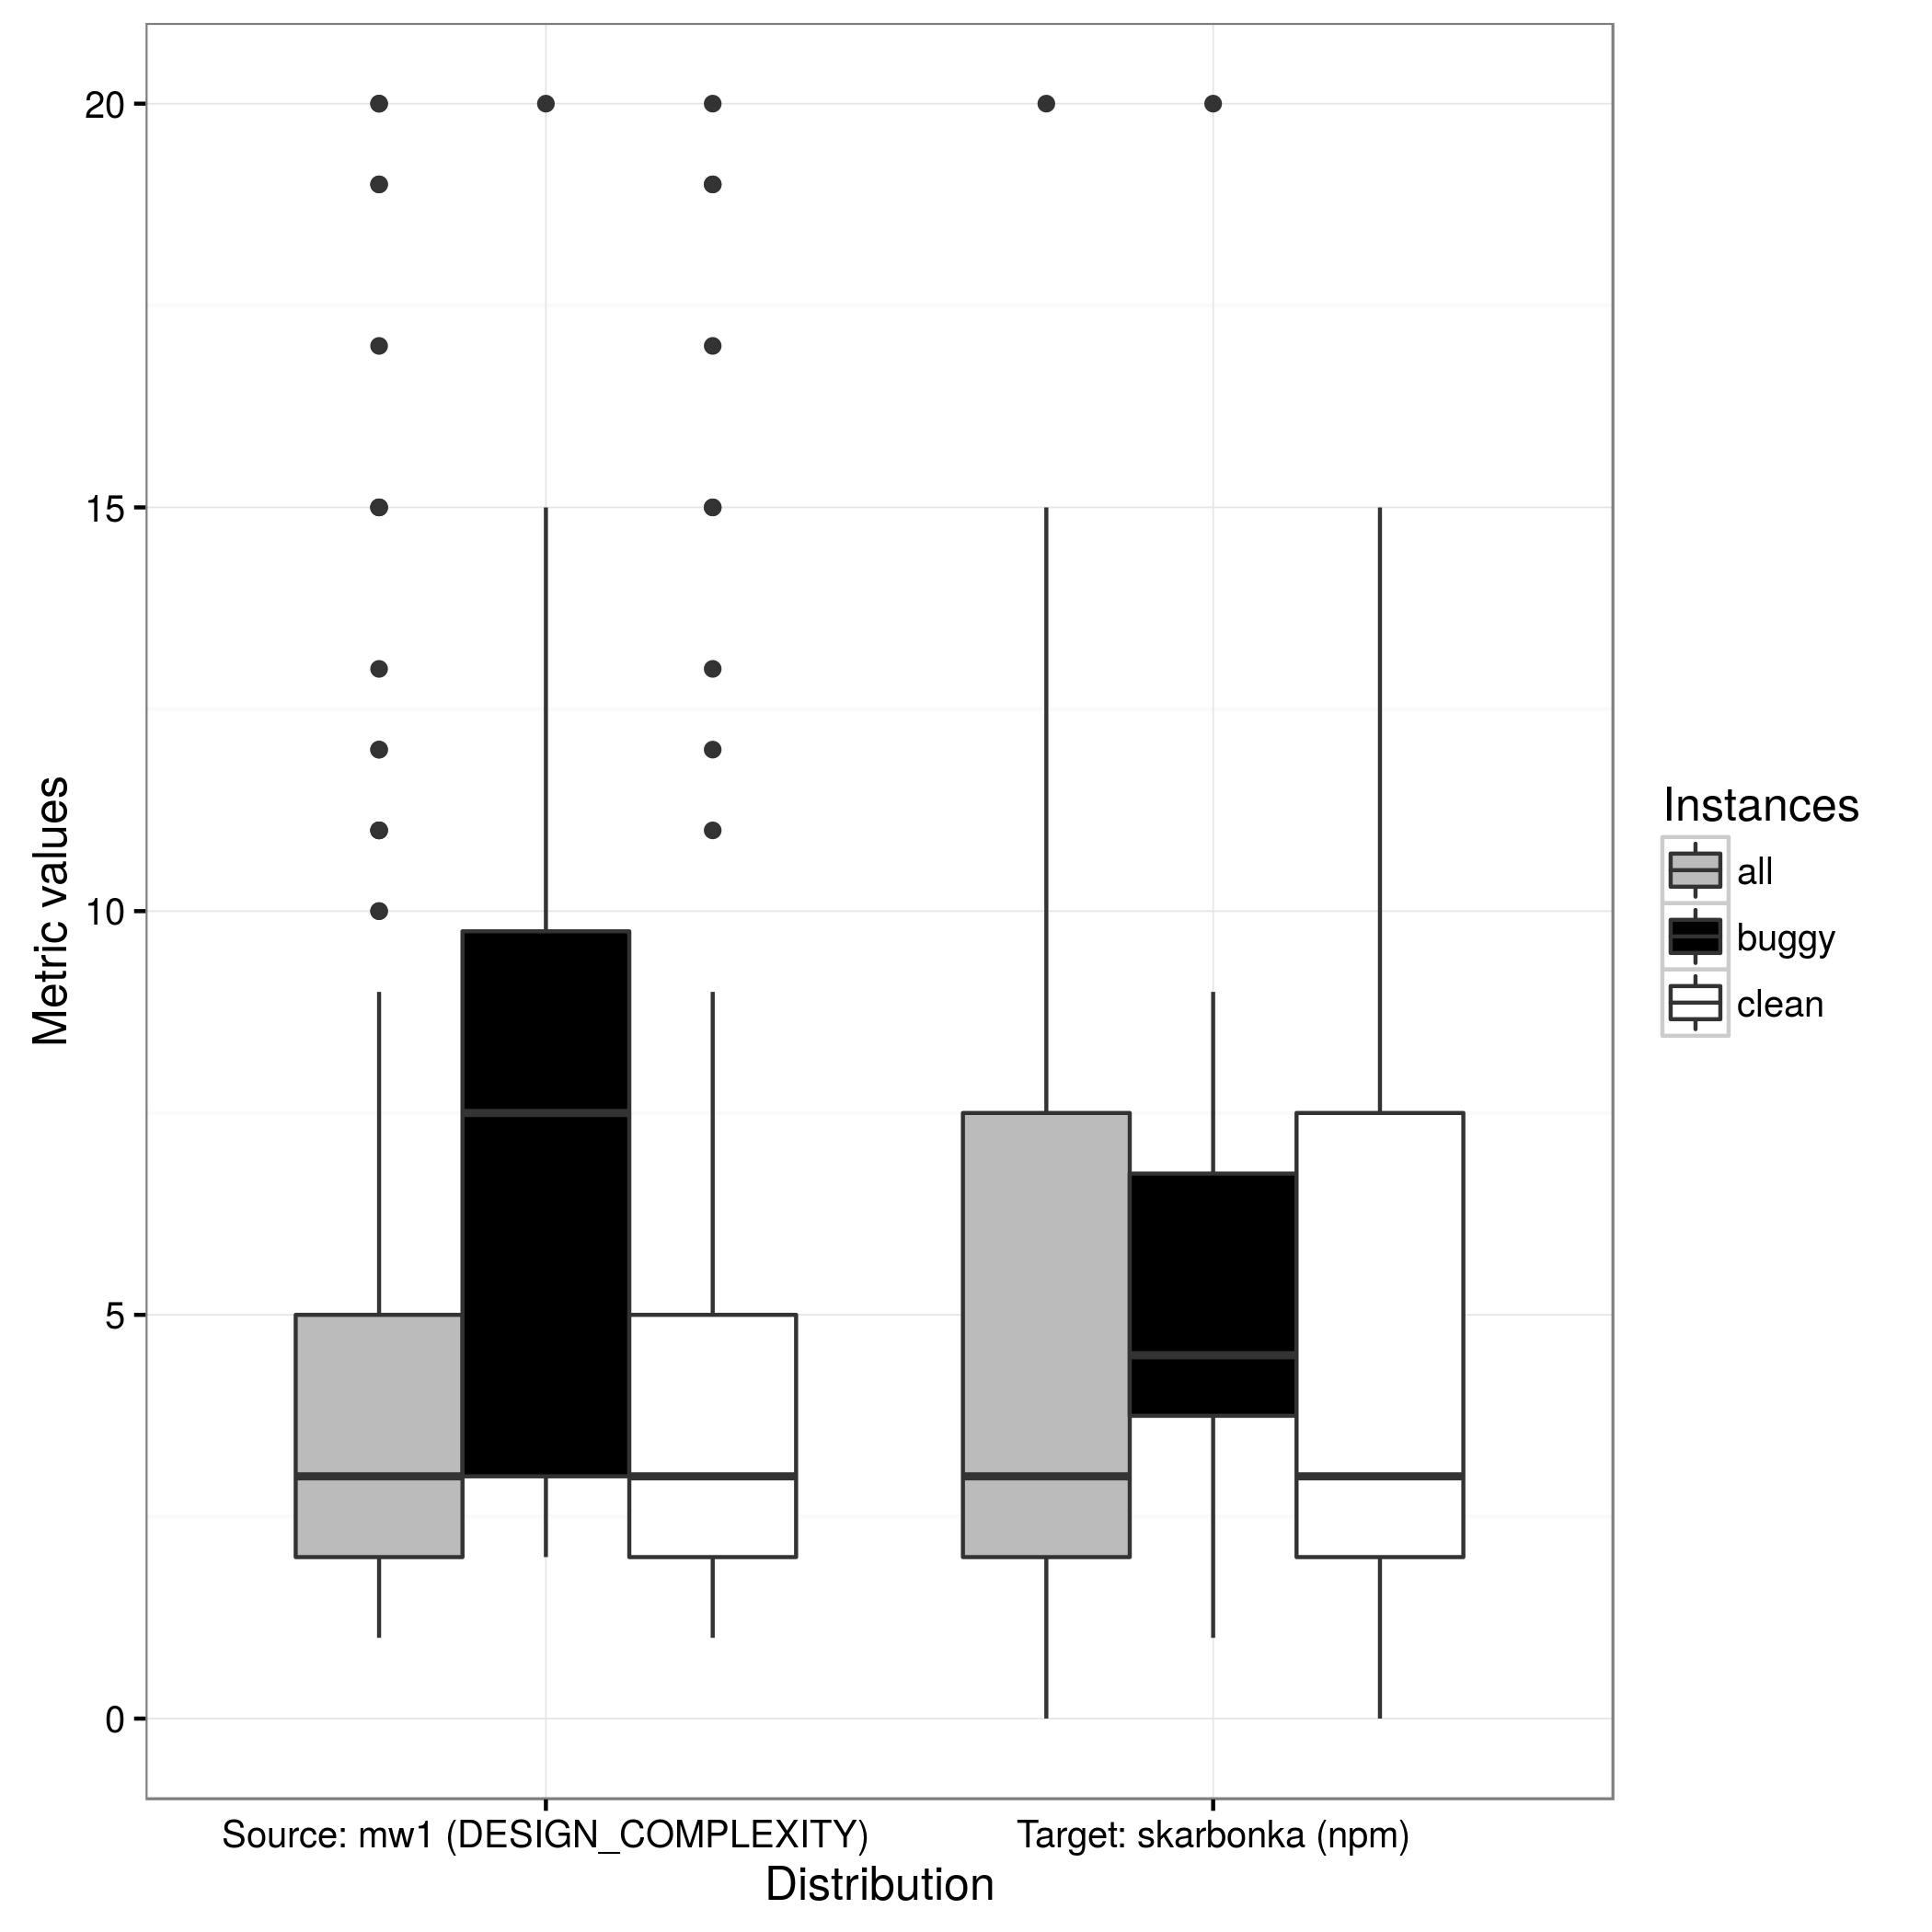 Metric values
20
15
10
5
0
Source: mw1 (DESIGN_COMPLEXITY)
Target: skarbonka (npm)
Distribution
Instances
all
buggy
clean